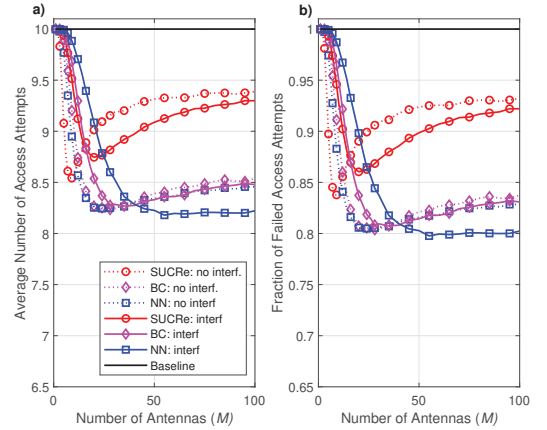 a)
b)
10
9.5
9
8.5
8
7.5
7
6.5
Average Number of Access Attempts
SUCRe: no interf.
BC: no interf.
NN: no interf
SUCRe: interf
BC: interf
NN: interf
Baseline
0
50
100
Number of Antennas (M)
1
0.95
0.9
0.85
0.8
0.75
0.7
0.65
Fraction of Failed Access Attempts
0
50
100
Number of Antennas (M)